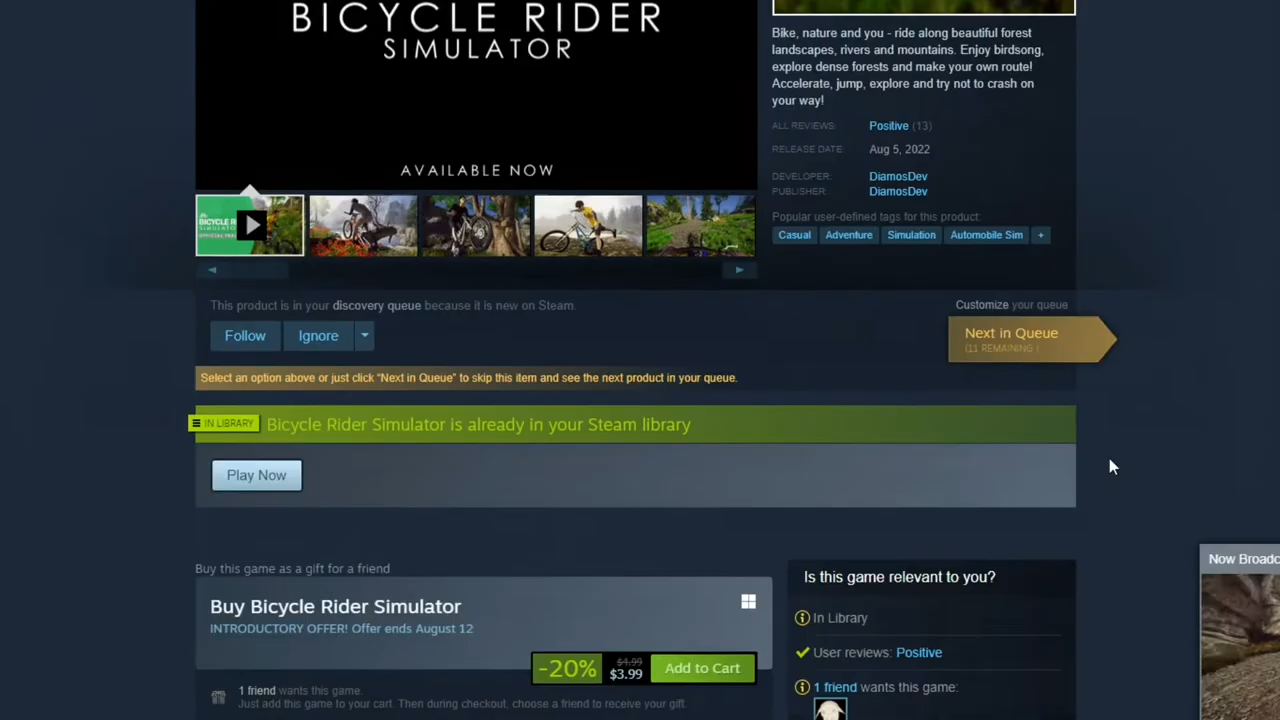 BICYCLE RIDER
SIMULATOR
AVAILABLE NOW
Bike, nature and you - ride along beautiful forest
landscapes, rivers and mountains. Enjoy birdsong,
explore dense forests and make your own route!
Accelerate, jump, explore and try not to crash on
your way!
ALL REVIEWS: Positive (13)
RELEASE DATE: Aug 5, 2022
DEVELOPER: DiamosDev
PUBLISHER: DiamosDev
Popular user-defined tags for this product:
Casual Adventure Simulation Automobile Sim +
This product is in your discovery queue because it is new on Steam.
Customize your queue
Follow Ignore
Next in Queue
(11 REMAINING )
Select an option above or just click "Next in Queue" to skip this item and see the next product in your queue.
IN LIBRARY Bicycle Rider Simulator is already in your Steam library
Play Now
Buy this game as a gift for a friend
Buy Bicycle Rider Simulator
INTRODUCTORY OFFER! Offer ends August 12
-20% $4.99 $3.99 Add to Cart
1 friend wants this game.
Just add this game to your cart. Then during checkout, choose a friend to receive your gift.
Is this game relevant to you?
In Library
User reviews: Positive
1 friend wants this game:
Now Broadc